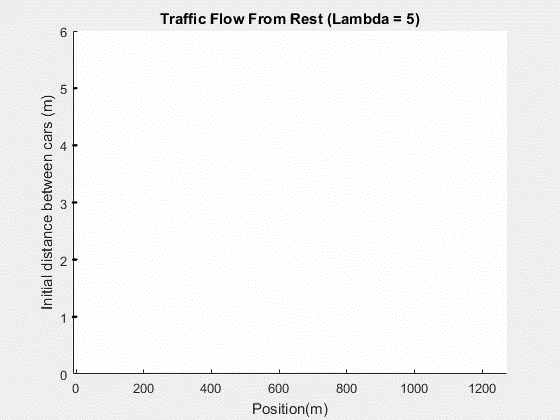 Traffic Flow From Rest (Lambda = 5)
Initial distance between cars (m)
6
5
4
3
2
1
0
0 200 400 600 800 1000 1200
Position(m)